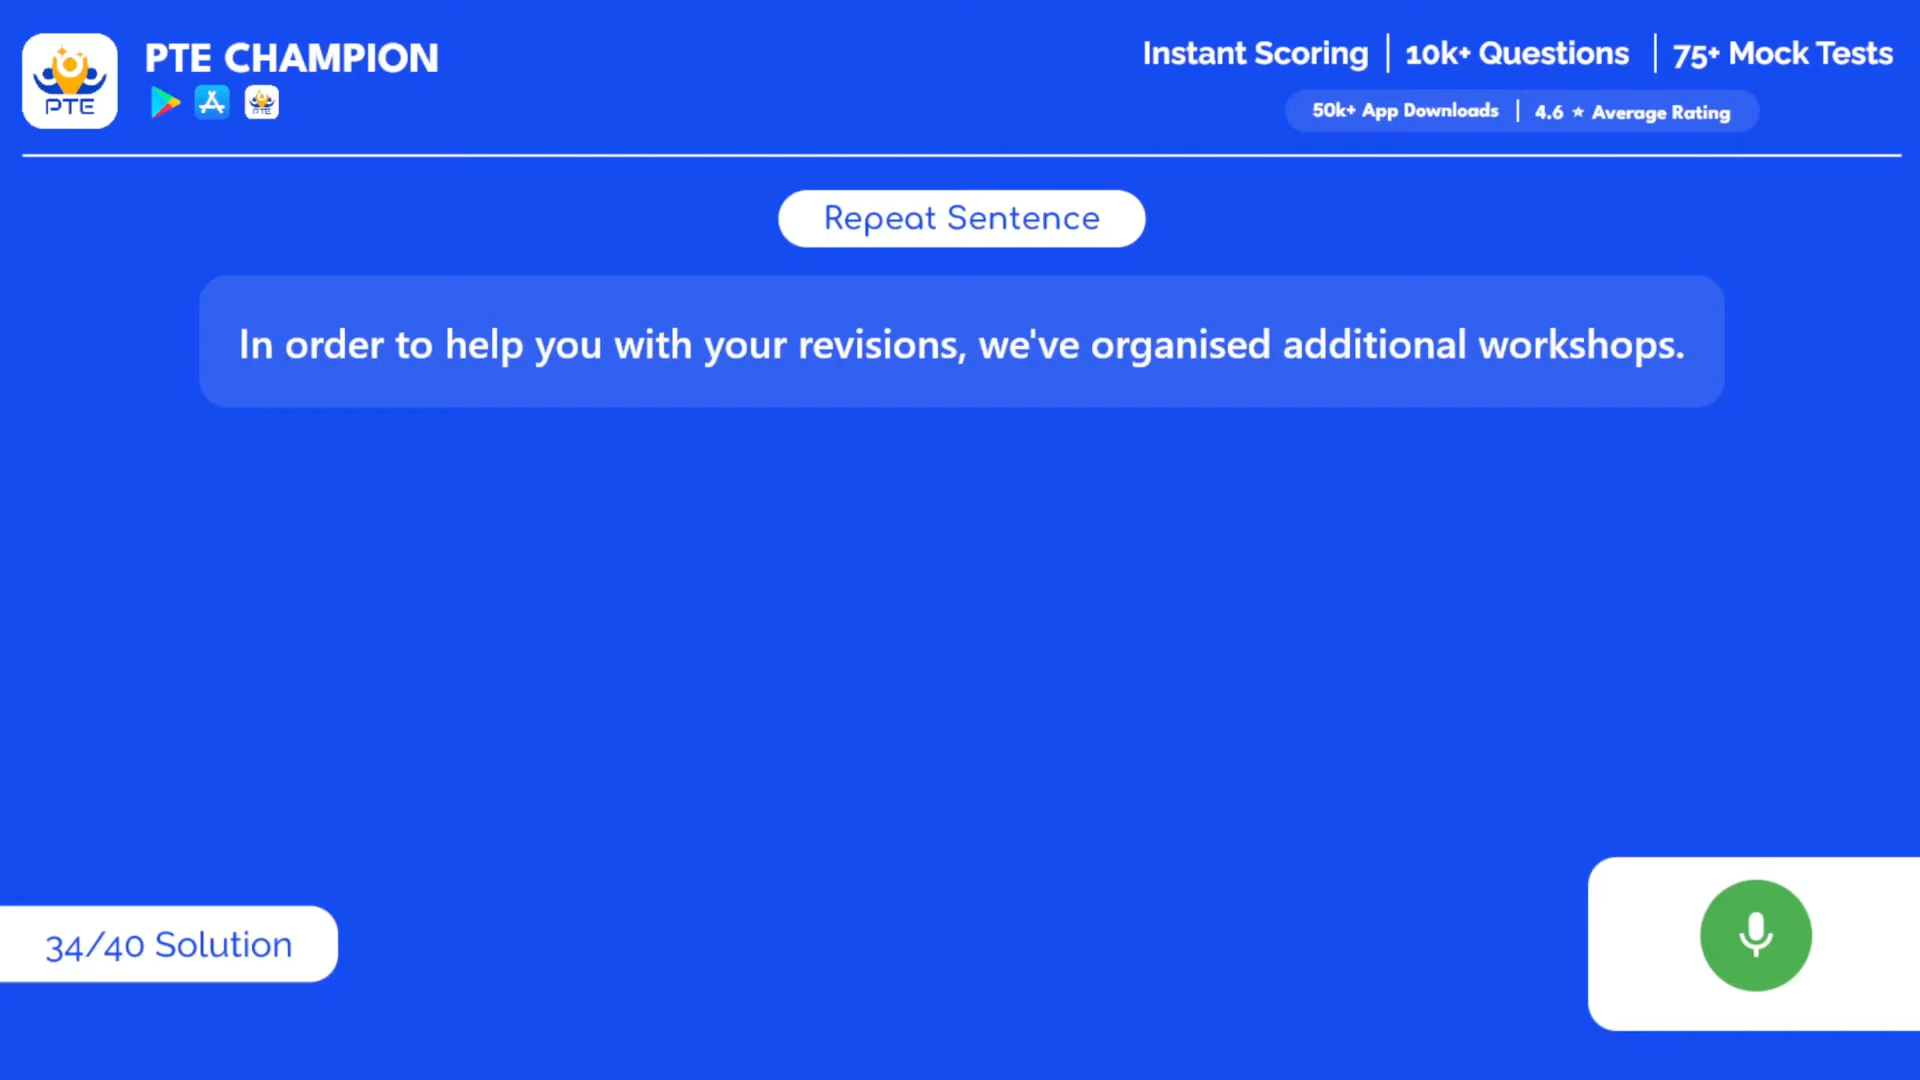 PTE
PTE CHAMPION
PTE
Instant Scoring | 10k+ Questions | 75+ Mock Tests
50k+ App Downloads | 4.6 ★ Average Rating
Repeat Sentence
In order to help you with your revisions, we've organised additional workshops.
34/40 Solution